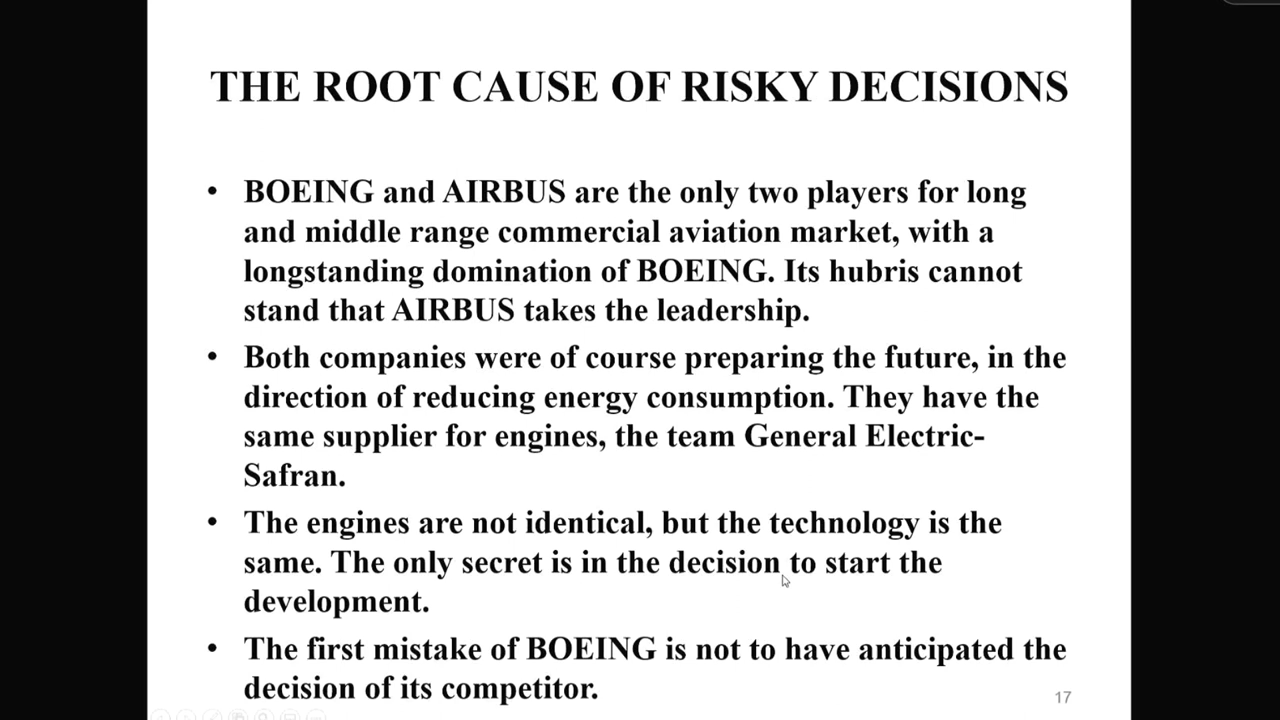 THE ROOT CAUSE OF RISKY DECISIONS
• BOEING and AIRBUS are the only two players for long
and middle range commercial aviation market, with a
longstanding domination of BOEING. Its hubris cannot
stand that AIRBUS takes the leadership.
• Both companies were of course preparing the future, in the
direction of reducing energy consumption. They have the
same supplier for engines, the team General Electric-
Safran.
• The engines are not identical, but the technology is the
same. The only secret is in the decision to start the
development.
• The first mistake of BOEING is not to have anticipated the
decision of its competitor.
17